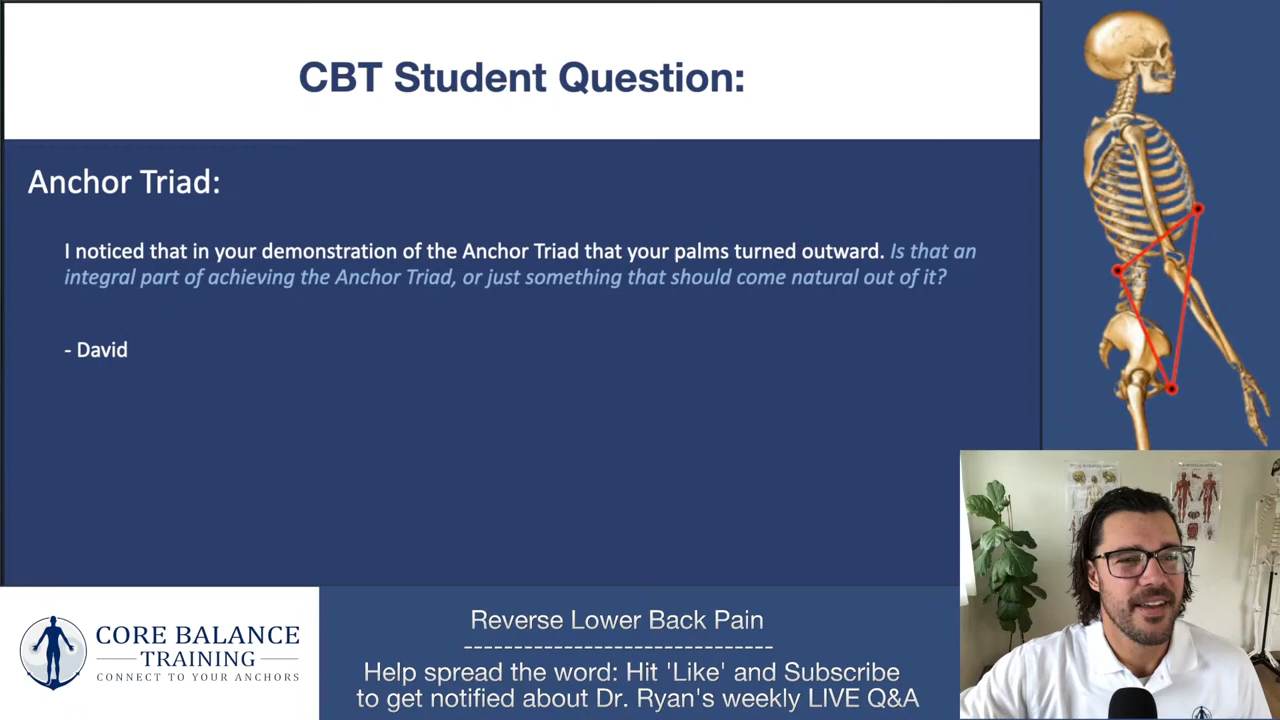 CBT Student Question:
Anchor Triad:
I noticed that in your demonstration of the Anchor Triad that your palms turned outward. Is that an
integral part of achieving the Anchor Triad, or just something that should come natural out of it?
- David
CORE BALANCE
TRAINING
CONNECT TO YOUR ANCHORS
Reverse Lower Back Pain
-------------------------------
Help spread the word: Hit 'Like' and Subscribe
to get notified about Dr. Ryan's weekly LIVE Q&A